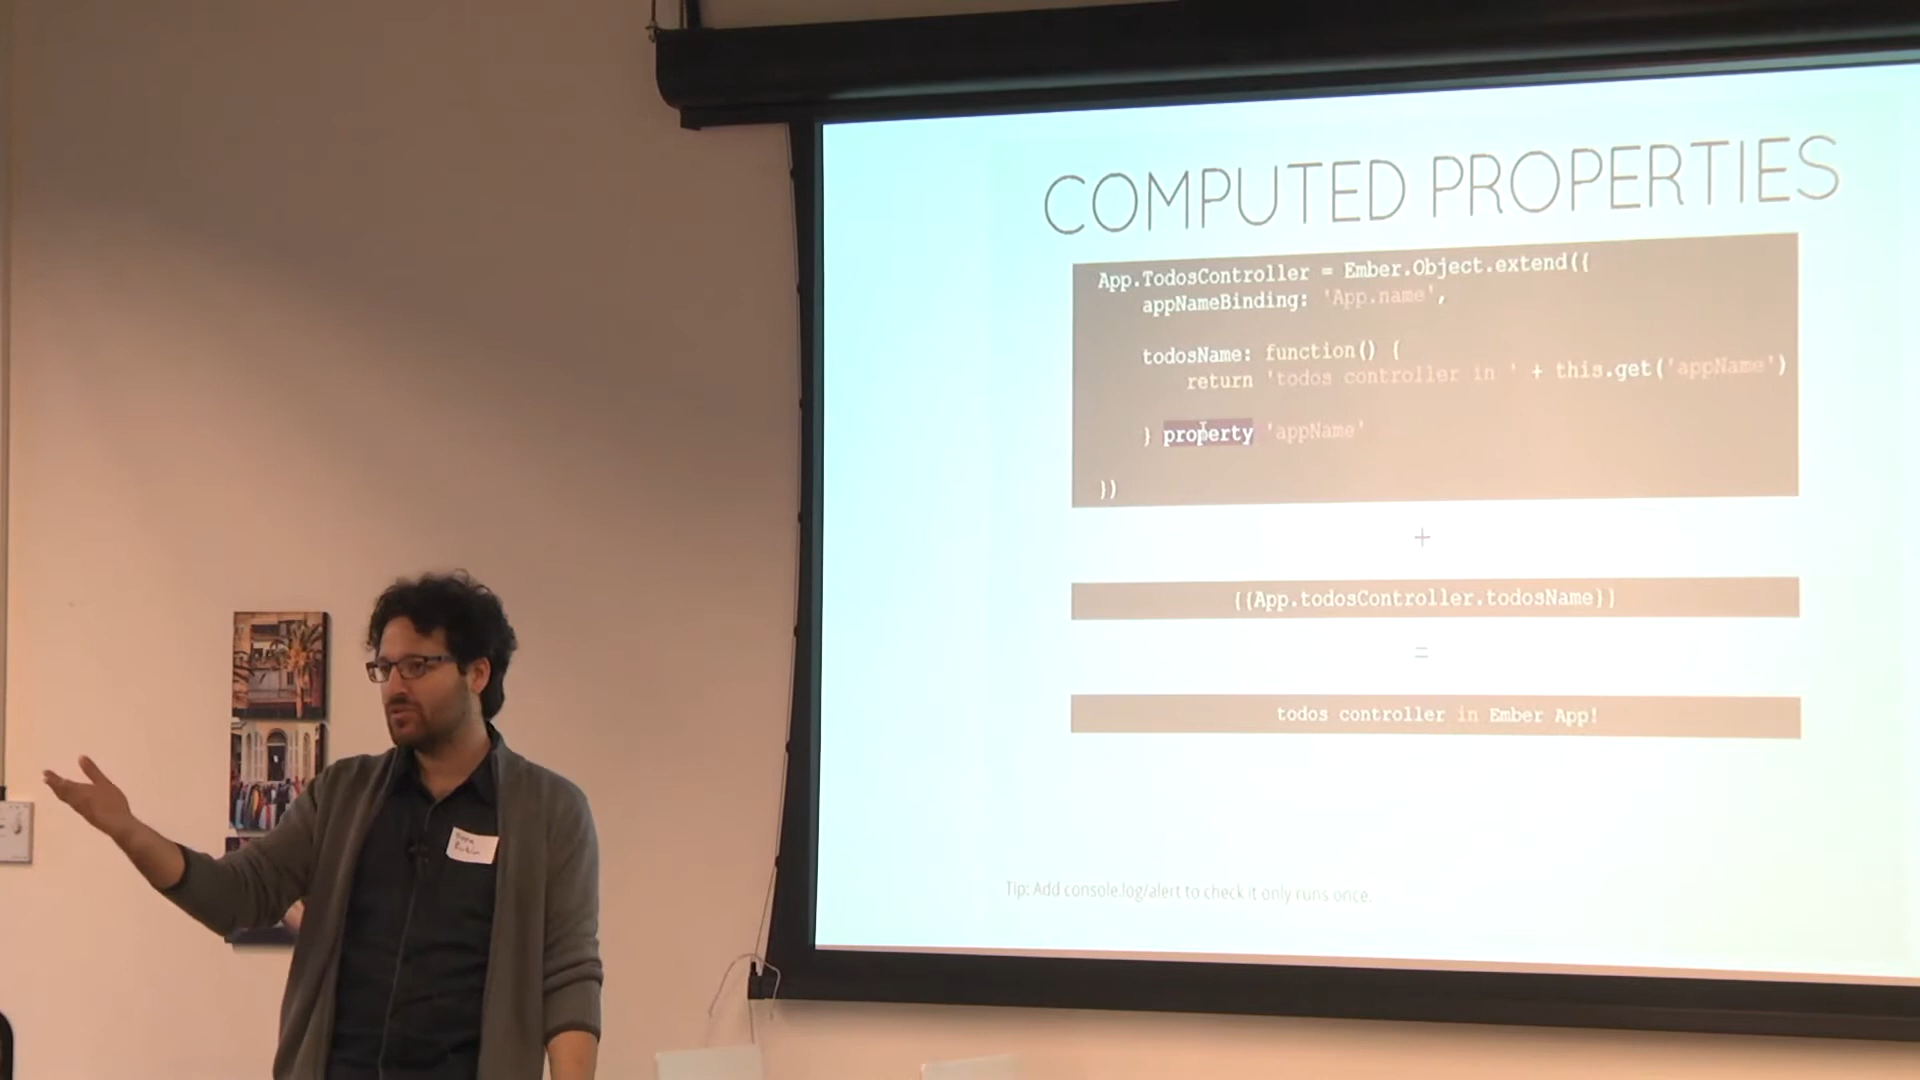 COMPUTED PROPERTIES
App.TodosController = Ember.Object.extend({
appNameBinding: 'App.name',
todosName: function() {
return 'todos controller in ' + this.get('appName')
} property 'appName'
})
+
{{App.todosController.todosName}}
=
todos controller in Ember App!
Tip: Add console.log/alert to check it only runs once.